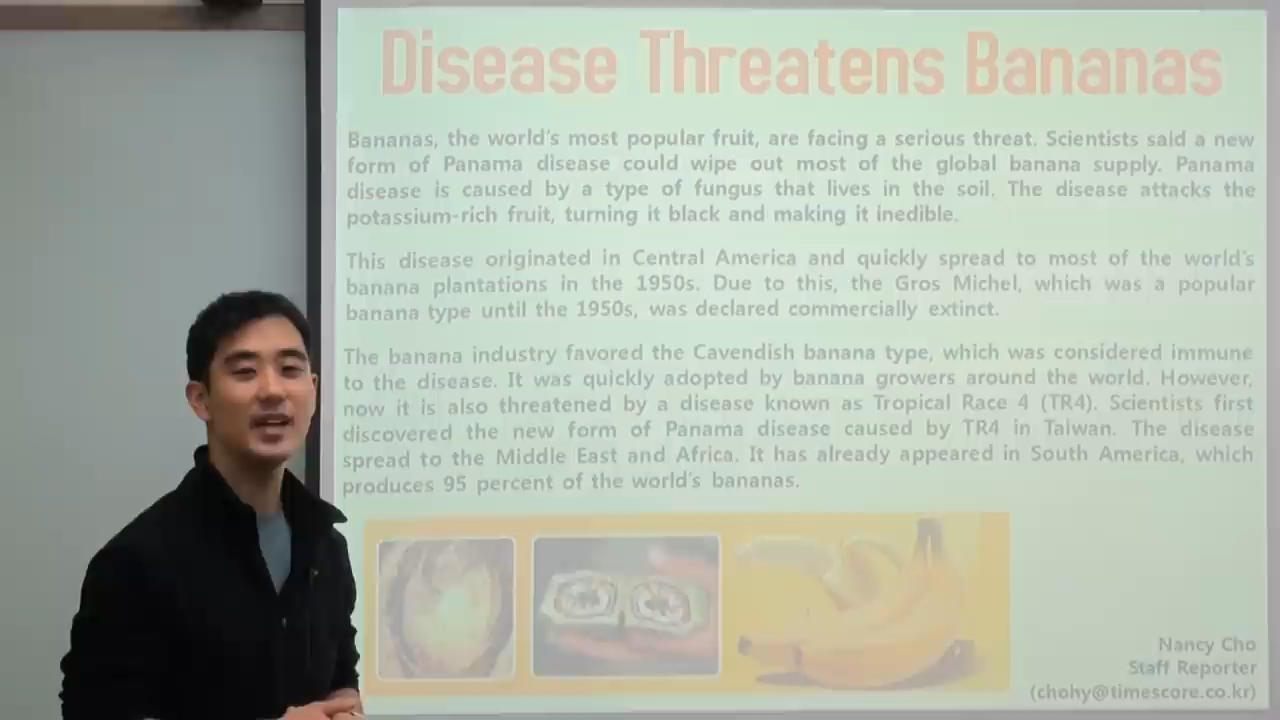 Disease Threatens Bananas
Bananas, the world's most popular fruit, are facing a serious threat. Scientists said a new
form of Panama disease could wipe out most of the global banana supply. Panama
disease is caused by a type of fungus that lives in the soil. The disease attacks the
potassium-rich fruit, turning it black and making it inedible.
This disease originated in Central America and quickly spread to most of the world's
banana plantations in the 1950s. Due to this, the Gros Michel, which was a popular
banana type until the 1950s, was declared commercially extinct.
The banana industry favored the Cavendish banana type, which was considered immune
to the disease. It was quickly adopted by banana growers around the world. However,
now it is also threatened by a disease known as Tropical Race 4 (TR4). Scientists first
discovered the new form of Panama disease caused by TR4 in Taiwan. The disease
spread to the Middle East and Africa. It has already appeared in South America, which
produces 95 percent of the world's bananas.
Nancy Cho
Staff Reporter
(chohy@timescore.co.kr)